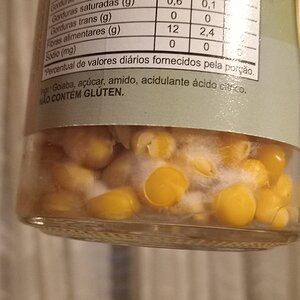 Gorduras saturadas (g) 0,6 0,1
Gorduras trans (g) 0 0
Fibras alimentares (g) 12 2,4
Sódio (mg) 0 0
*Percentual de valores diários fornecidos pela porção.
Goiaba, açúcar, amido, acidulante ácido cítrico.
NÃO CONTÉM GLÚTEN.